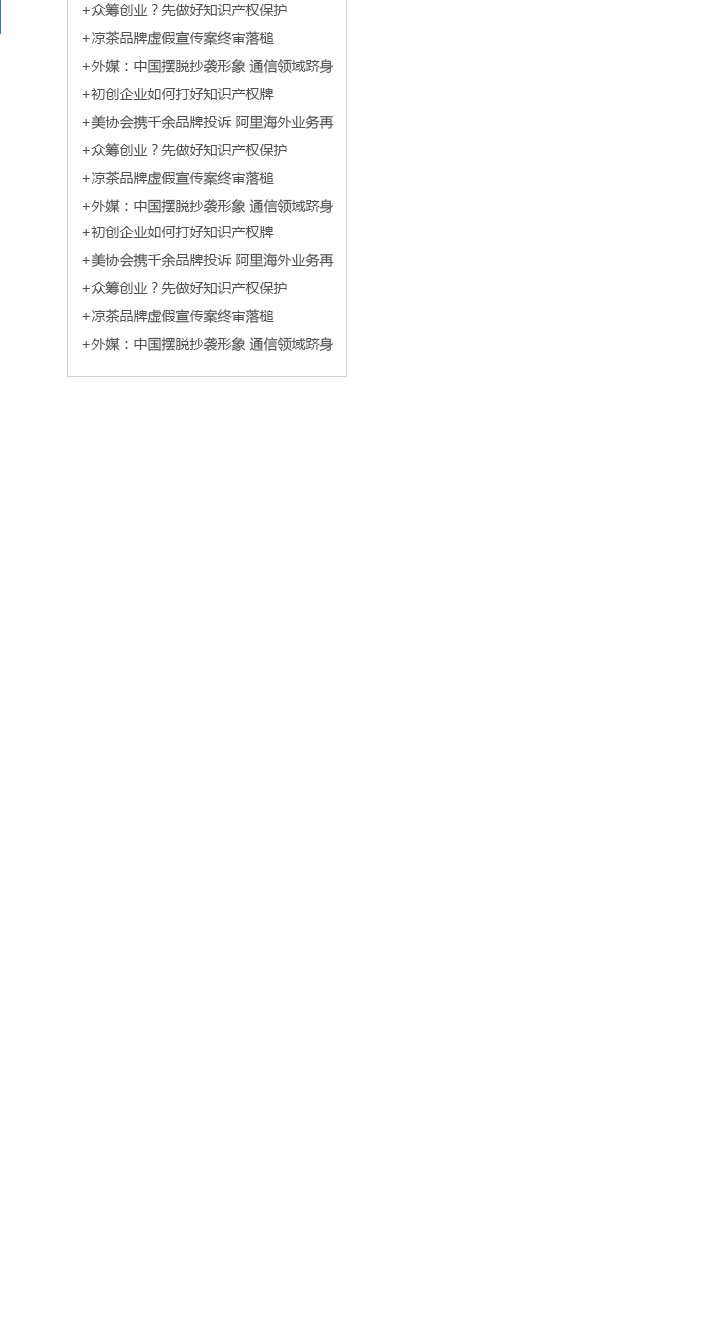 +众筹创业？先做好知识产权保护
+凉茶品牌虚假宣传案终审落槌
+外媒：中国摆脱抄袭形象 通信领域跻身
+初创企业如何打好知识产权牌
+美协会携千余品牌投诉 阿里海外业务再
+众筹创业？先做好知识产权保护
+凉茶品牌虚假宣传案终审落槌
+外媒：中国摆脱抄袭形象 通信领域跻身
+初创企业如何打好知识产权牌
+美协会携千余品牌投诉 阿里海外业务再
+众筹创业？先做好知识产权保护
+凉茶品牌虚假宣传案终审落槌
+外媒：中国摆脱抄袭形象 通信领域跻身